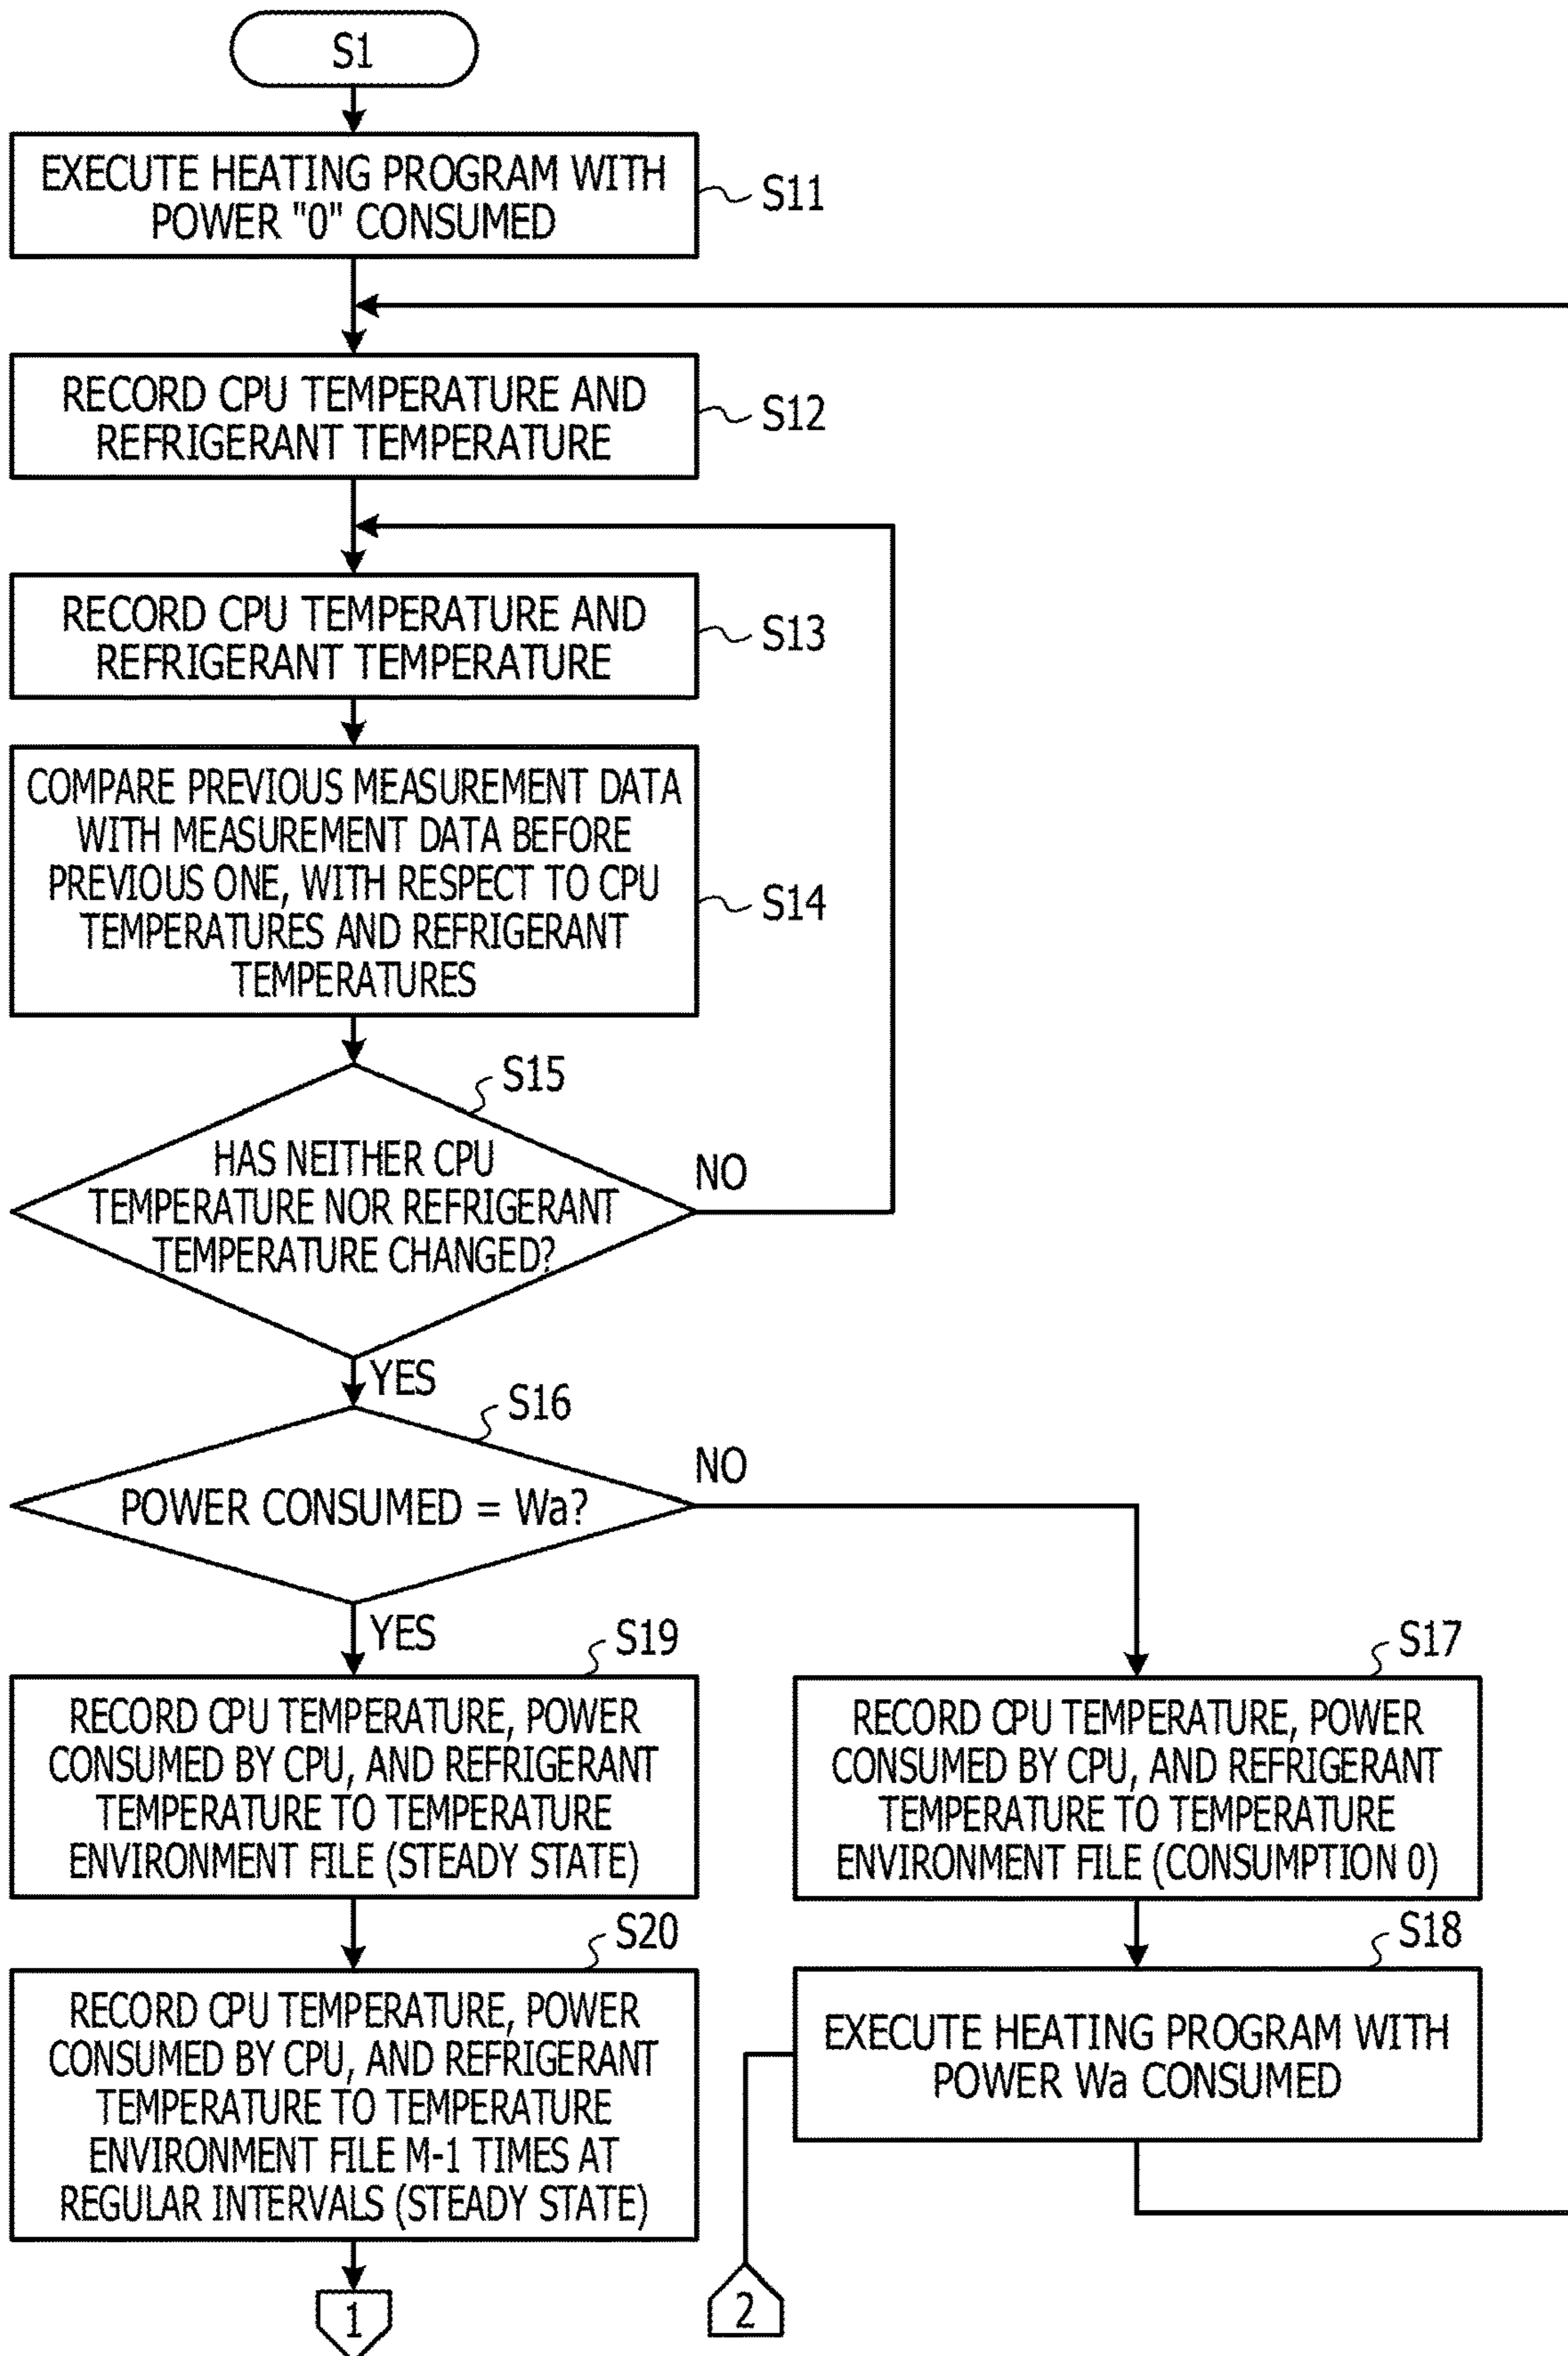 S1
EXECUTE HEATING PROGRAM WITH
POWER "0" CONSUMED
S11
RECORD CPU TEMPERATURE AND
REFRIGERANT TEMPERATURE
S12
RECORD CPU TEMPERATURE AND
REFRIGERANT TEMPERATURE
S13
COMPARE PREVIOUS MEASUREMENT DATA
WITH MEASUREMENT DATA BEFORE
PREVIOUS ONE, WITH RESPECT TO CPU
TEMPERATURES AND REFRIGERANT
TEMPERATURES
S14
S15
HAS NEITHER CPU
TEMPERATURE NOR REFRIGERANT
TEMPERATURE CHANGED?
NO
YES
S16
POWER CONSUMED = Wa?
NO
YES
S19
RECORD CPU TEMPERATURE, POWER
CONSUMED BY CPU, AND REFRIGERANT
TEMPERATURE TO TEMPERATURE
ENVIRONMENT FILE (STEADY STATE)
S17
RECORD CPU TEMPERATURE, POWER
CONSUMED BY CPU, AND REFRIGERANT
TEMPERATURE TO TEMPERATURE
ENVIRONMENT FILE (CONSUMPTION 0)
S20
RECORD CPU TEMPERATURE, POWER
CONSUMED BY CPU, AND REFRIGERANT
TEMPERATURE TO TEMPERATURE
ENVIRONMENT FILE M-1 TIMES AT
REGULAR INTERVALS (STEADY STATE)
S18
EXECUTE HEATING PROGRAM WITH
POWER Wa CONSUMED
1
2